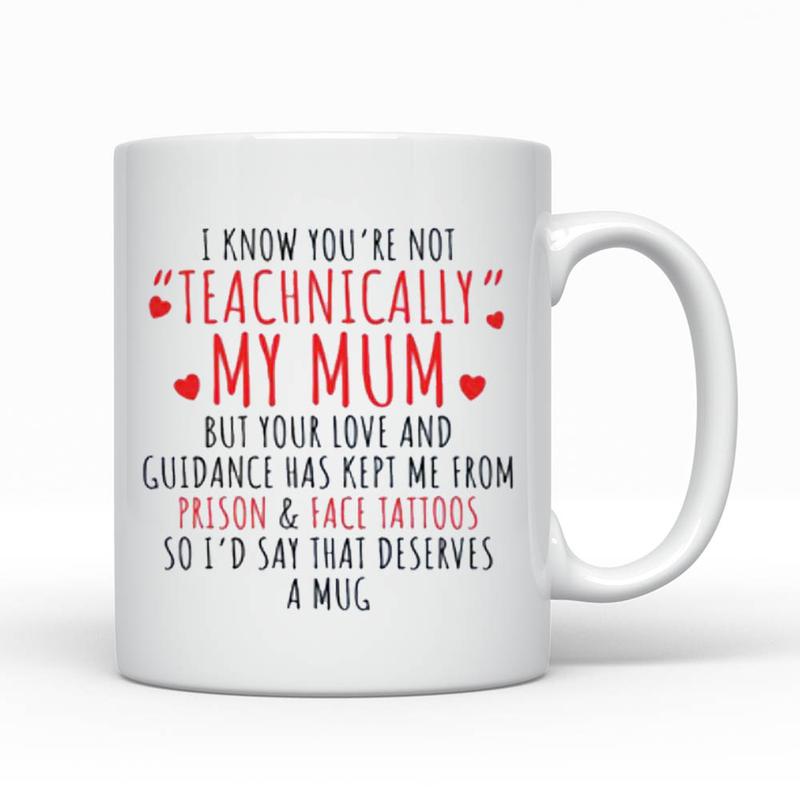 I KNOW YOU'RE NOT
"TEACHNICALLY"
MY MUM
BUT YOUR LOVE AND
GUIDANCE HAS KEPT ME FROM
PRISON & FACE TATTOOS
SO I'D SAY THAT DESERVES
A MUG